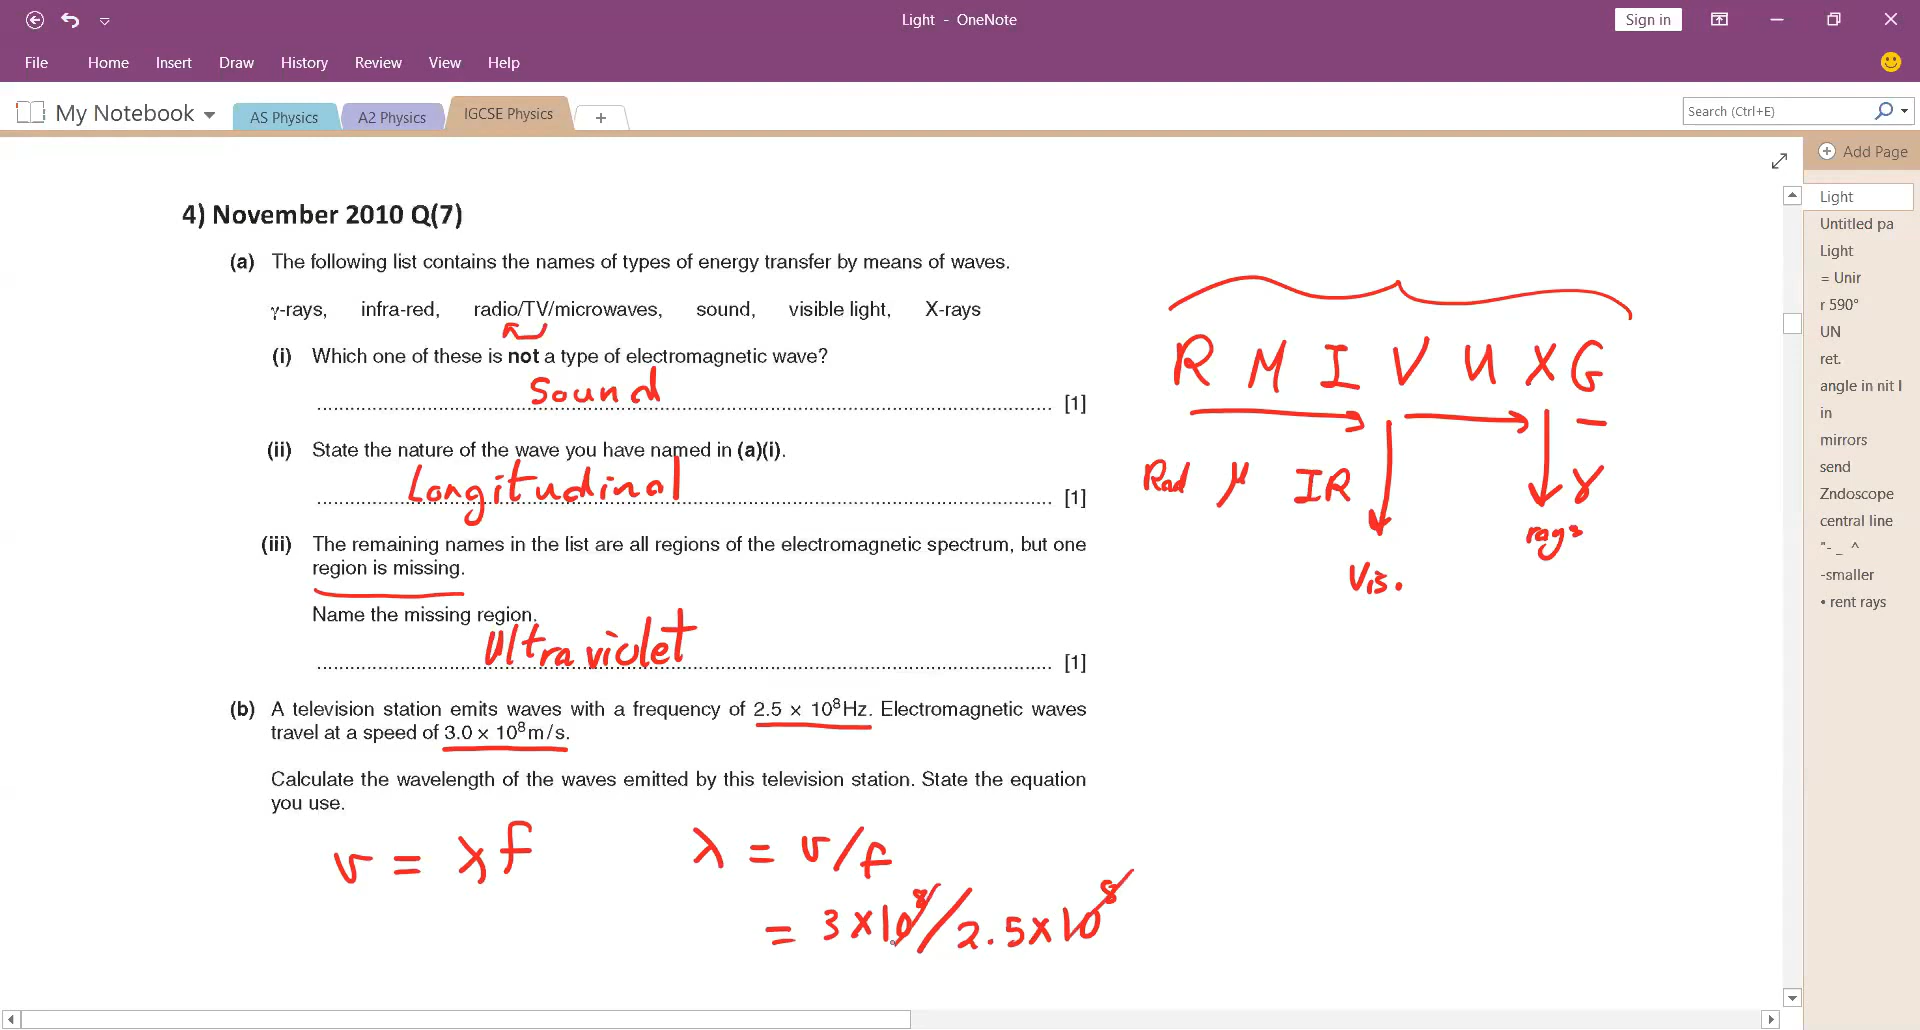 Light - OneNote
Sign in
File Home Insert Draw History Review View Help
My Notebook
AS Physics
A2 Physics
IGCSE Physics
+
Search (Ctrl+E)
Add Page
Light
Untitled pa
Light
= Unir
r 590°
UN
ret.
angle in nit I
in
mirrors
send
Zndoscope
central line
"- _ ^
-smaller
• rent rays
4) November 2010 Q(7)
(a) The following list contains the names of types of energy transfer by means of waves.
γ-rays, infra-red, radio/TV/microwaves, sound, visible light, X-rays
(i) Which one of these is not a type of electromagnetic wave?
Sound
[1]
(ii) State the nature of the wave you have named in (a)(i).
Longitudinal
[1]
(iii) The remaining names in the list are all regions of the electromagnetic spectrum, but one
region is missing.
Name the missing region.
Ultraviolet
[1]
(b) A television station emits waves with a frequency of 2.5 × 10⁸ Hz. Electromagnetic waves
travel at a speed of 3.0 × 10⁸ m/s.
Calculate the wavelength of the waves emitted by this television station. State the equation
you use.
v = λf
λ = v/f
= 3×10⁸/2.5×10⁸
R M I V U X G
Rad μ IR
γ
rays
Vis.